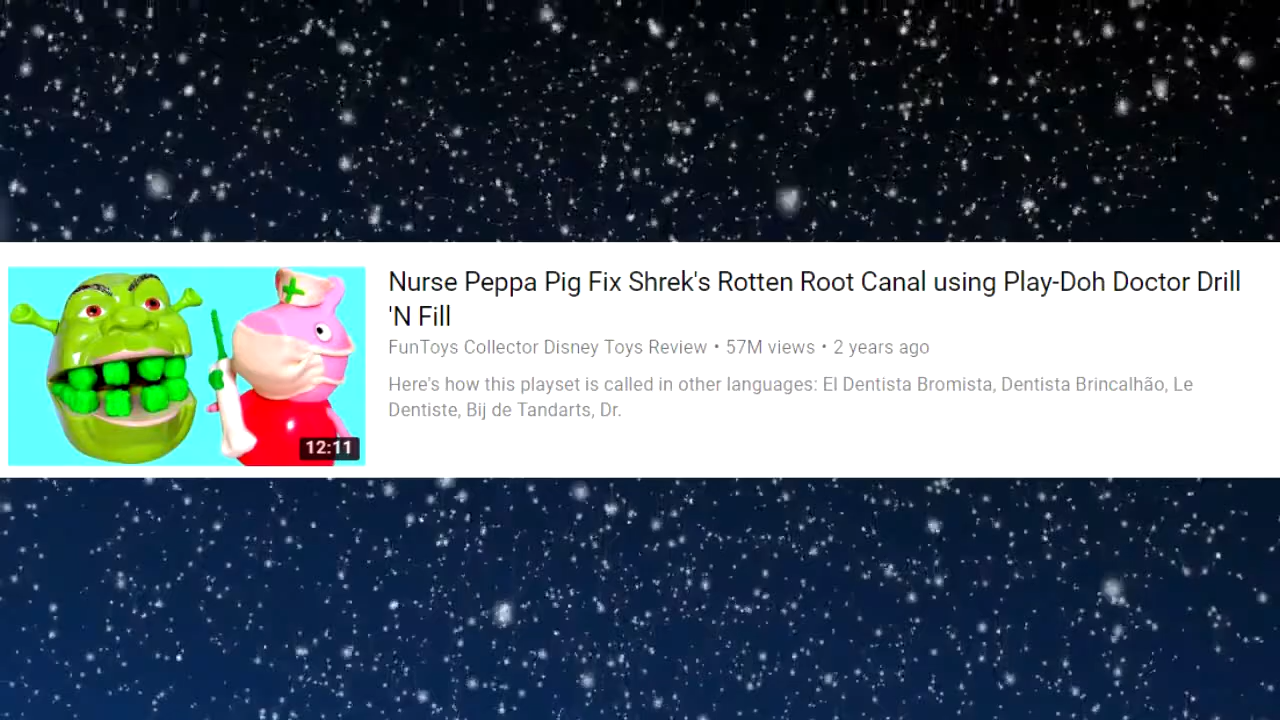 Nurse Peppa Pig Fix Shrek's Rotten Root Canal using Play-Doh Doctor Drill
'N Fill
FunToys Collector Disney Toys Review • 57M views • 2 years ago
Here's how this playset is called in other languages: El Dentista Bromista, Dentista Brincalhão, Le
Dentiste, Bij de Tandarts, Dr.
12:11